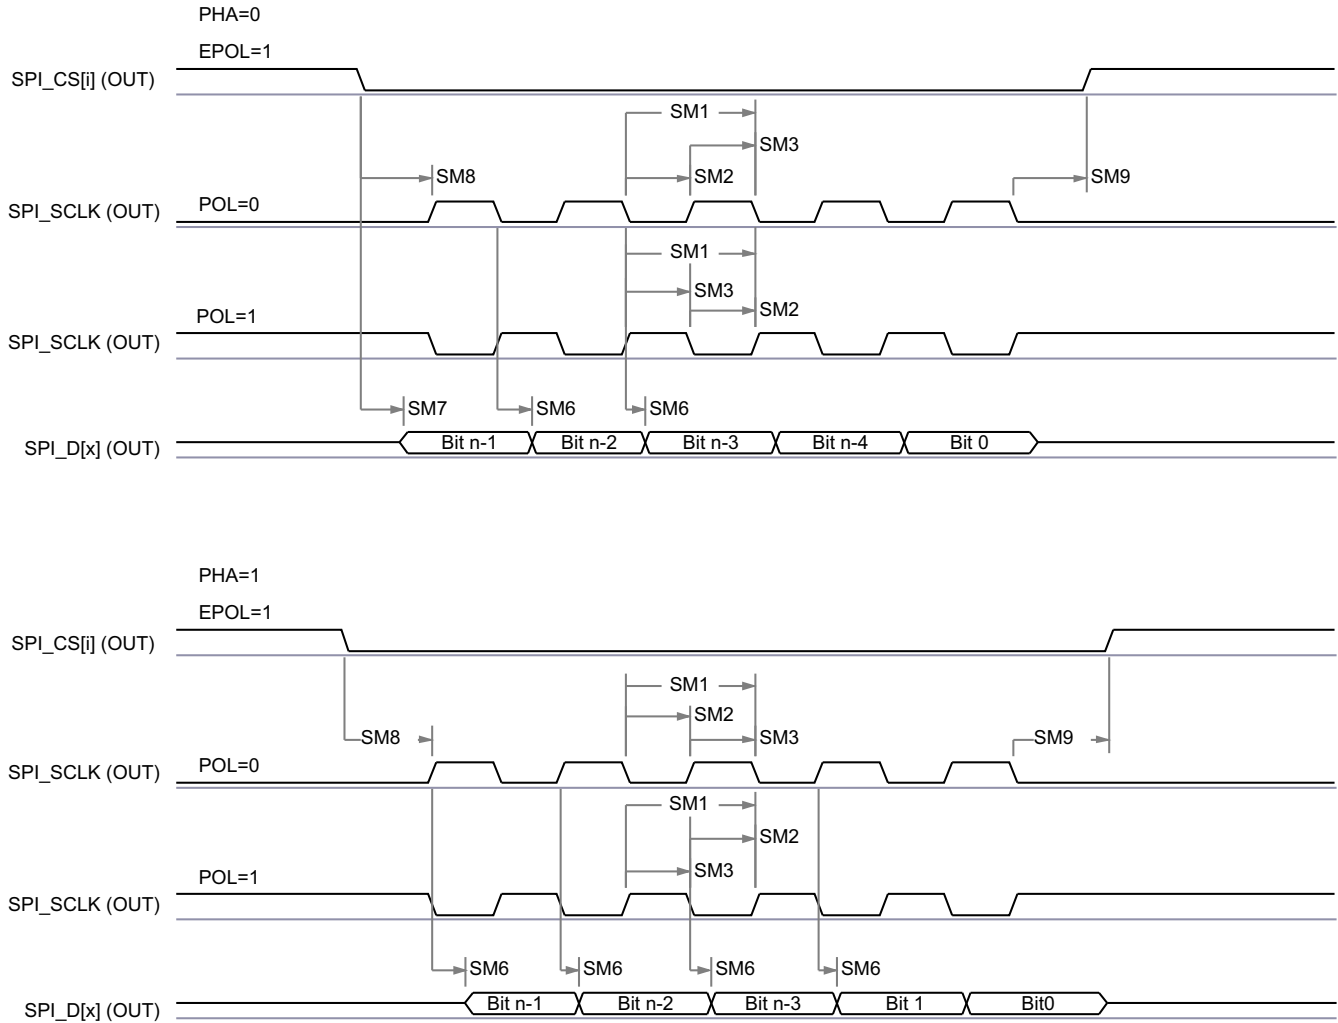 PHA=0
EPOL=1
SPI_CS[i] (OUT)
SM1
SM3
SM8
SM2
SM9
SPI_SCLK (OUT)
POL=0
SM1
SM3
SM2
POL=1
SPI_SCLK (OUT)
SM7
SM6
SM6
SPI_D[x] (OUT)
Bit n-1
Bit n-2
Bit n-3
Bit n-4
Bit 0
PHA=1
EPOL=1
SPI_CS[i] (OUT)
SM1
SM2
SM8
SM3
SM9
SPI_SCLK (OUT)
POL=0
SM1
SM2
SM3
POL=1
SPI_SCLK (OUT)
SM6
SM6
SM6
SM6
SPI_D[x] (OUT)
Bit n-1
Bit n-2
Bit n-3
Bit 1
Bit0